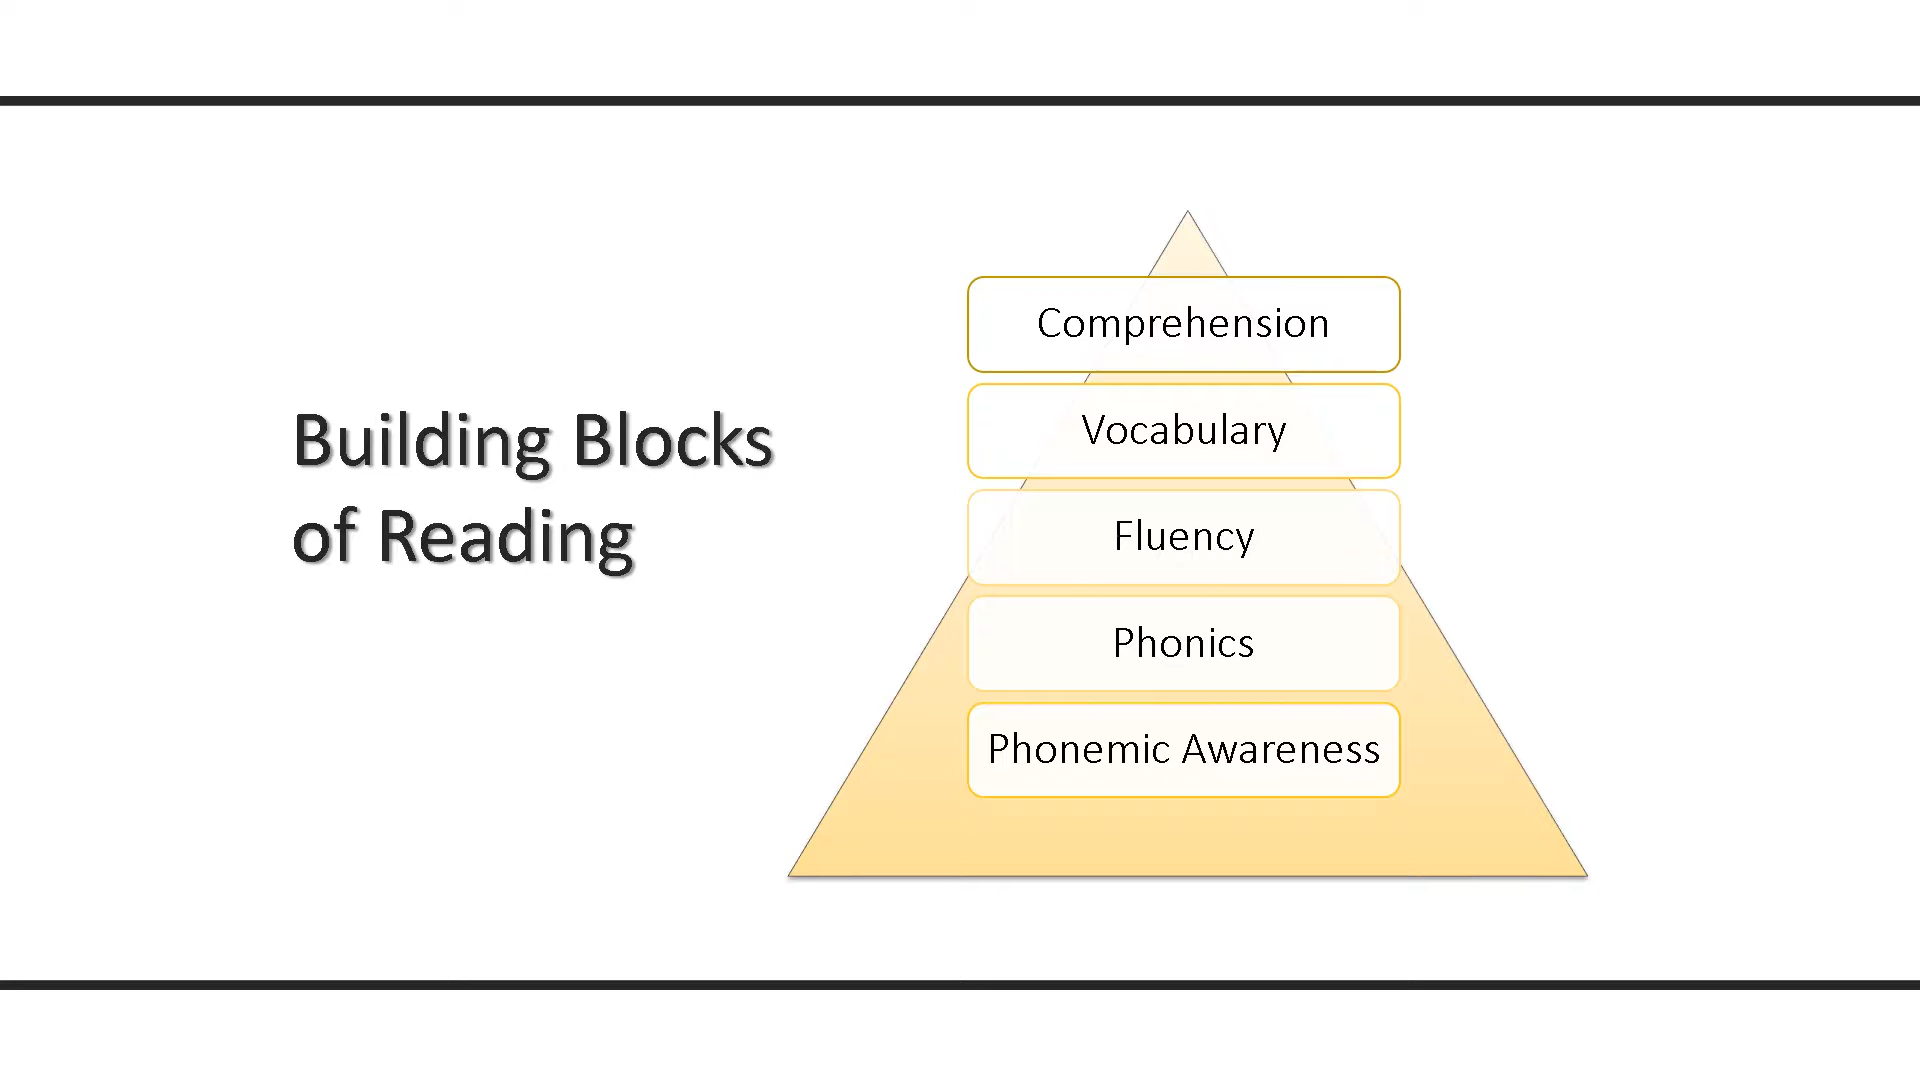 Building Blocks
of Reading
Comprehension
Vocabulary
Fluency
Phonics
Phonemic Awareness